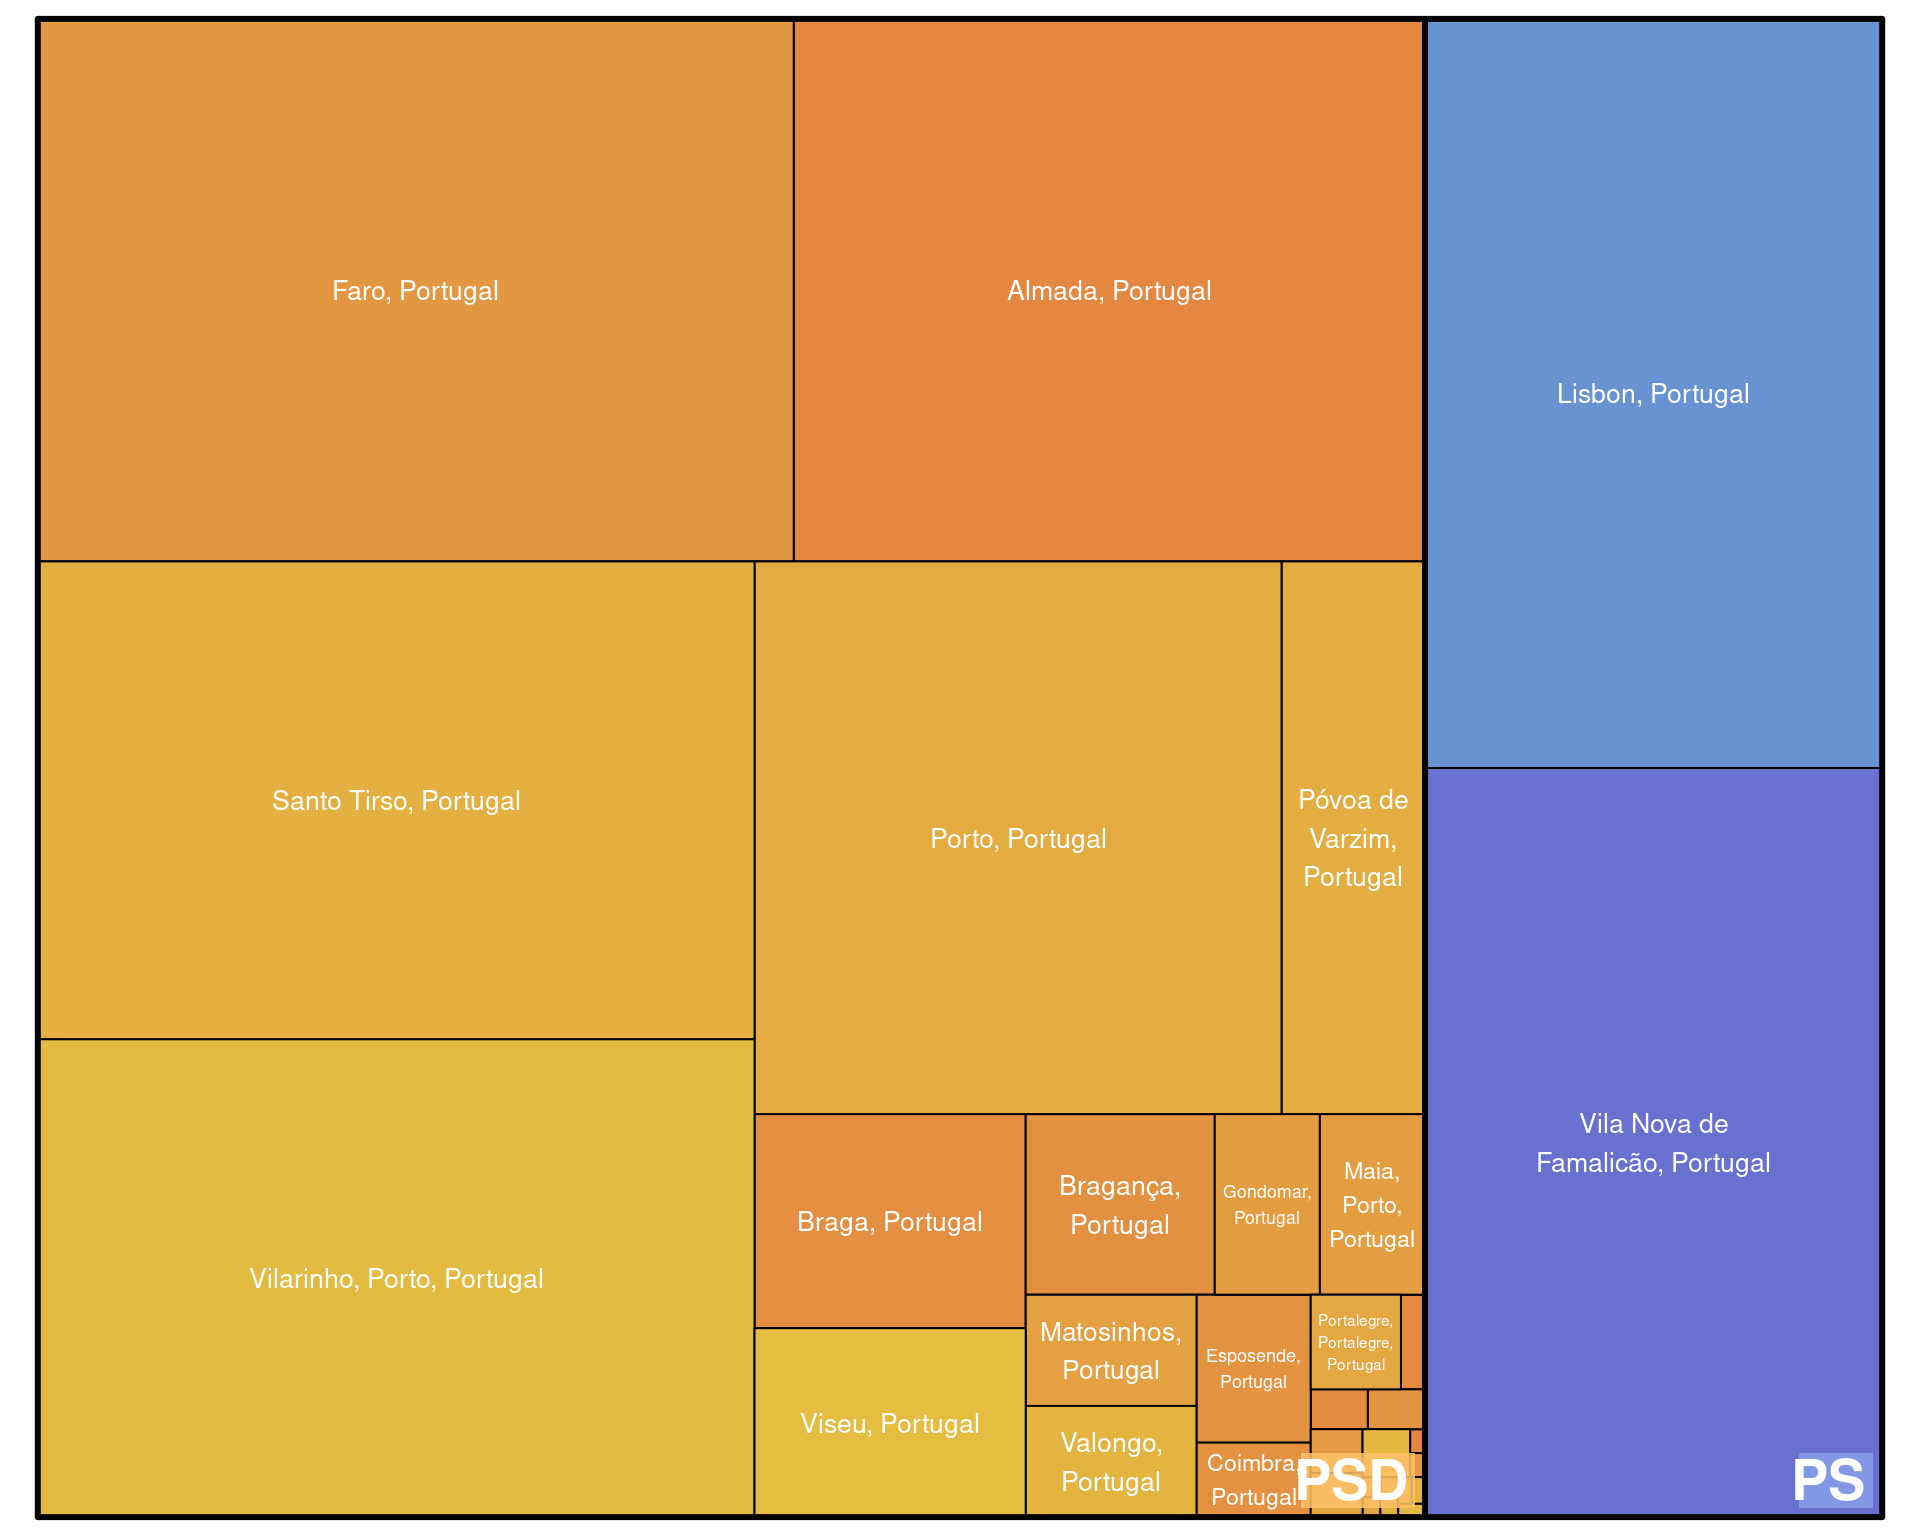 Faro, Portugal
Almada, Portugal
Lisbon, Portugal
Santo Tirso, Portugal
Porto, Portugal
Póvoa de
Varzim,
Portugal
Vila Nova de
Famalicão, Portugal
Vilarinho, Porto, Portugal
Braga, Portugal
Bragança,
Portugal
Gondomar,
Portugal
Maia,
Porto,
Portugal
Matosinhos,
Portugal
Esposende,
Portugal
Portalegre,
Portalegre,
Portugal
Viseu, Portugal
Valongo,
Portugal
Coimbra,
Portugal
PSD
PS